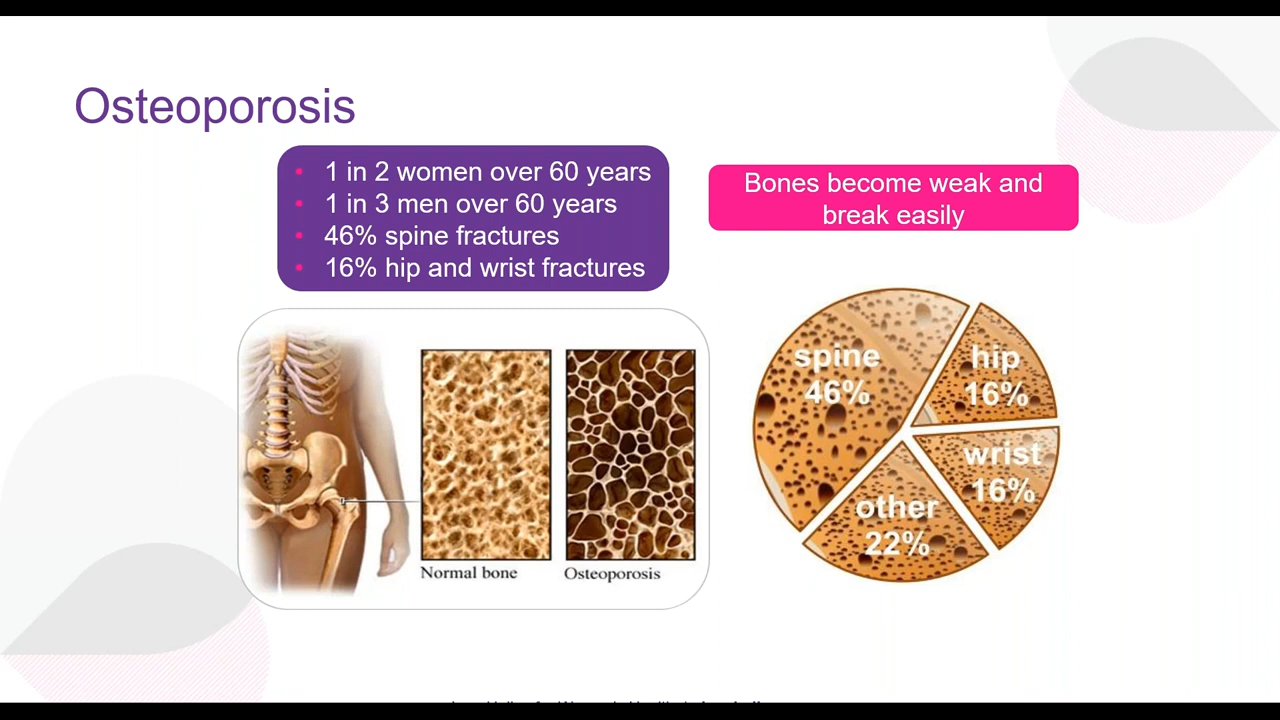 Osteoporosis
• 1 in 2 women over 60 years
• 1 in 3 men over 60 years
• 46% spine fractures
• 16% hip and wrist fractures
Bones become weak and
break easily
Normal bone
Osteoporosis
spine
46%
hip
16%
wrist
16%
other
22%